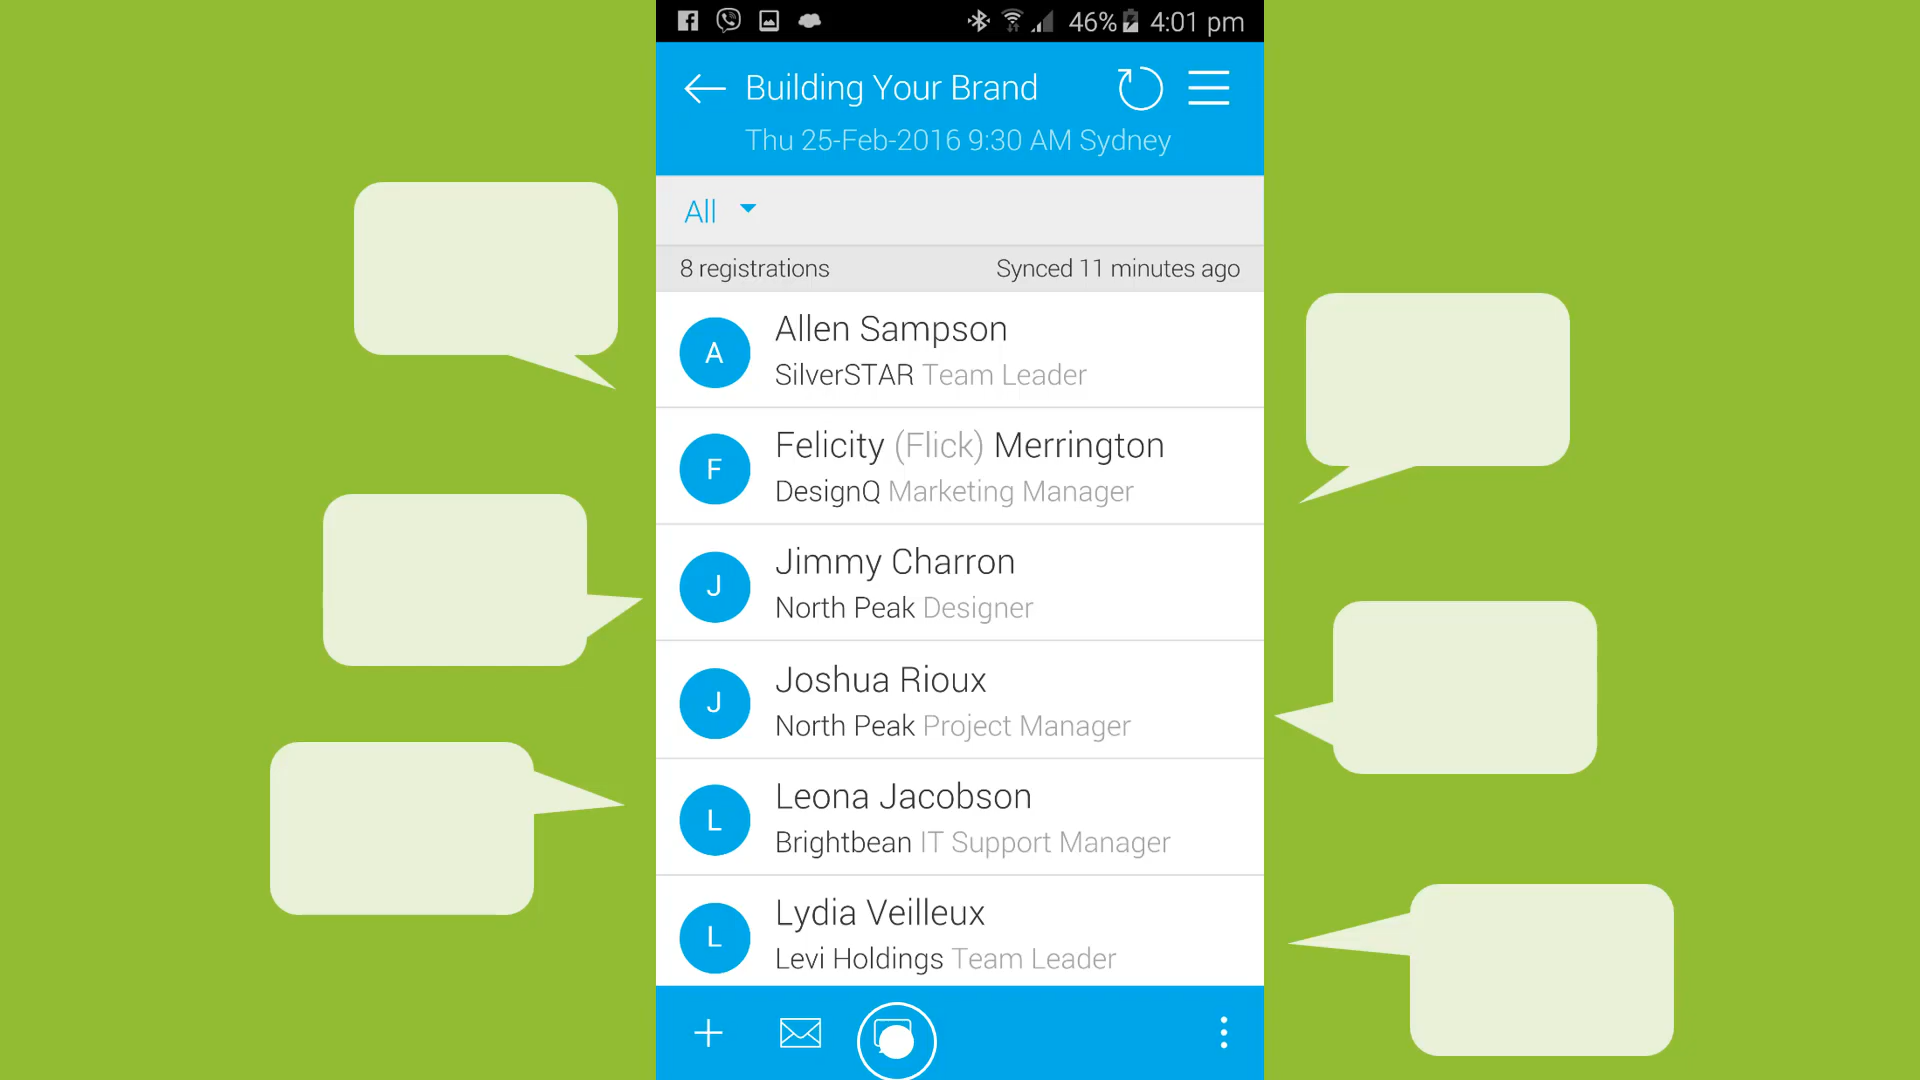 46% 4:01 pm
Building Your Brand
Thu 25-Feb-2016 9:30 AM Sydney
All
8 registrations Synced 11 minutes ago
A
Allen Sampson
SilverSTAR Team Leader
F
Felicity (Flick) Merrington
DesignQ Marketing Manager
J
Jimmy Charron
North Peak Designer
J
Joshua Rioux
North Peak Project Manager
L
Leona Jacobson
Brightbean IT Support Manager
L
Lydia Veilleux
Levi Holdings Team Leader